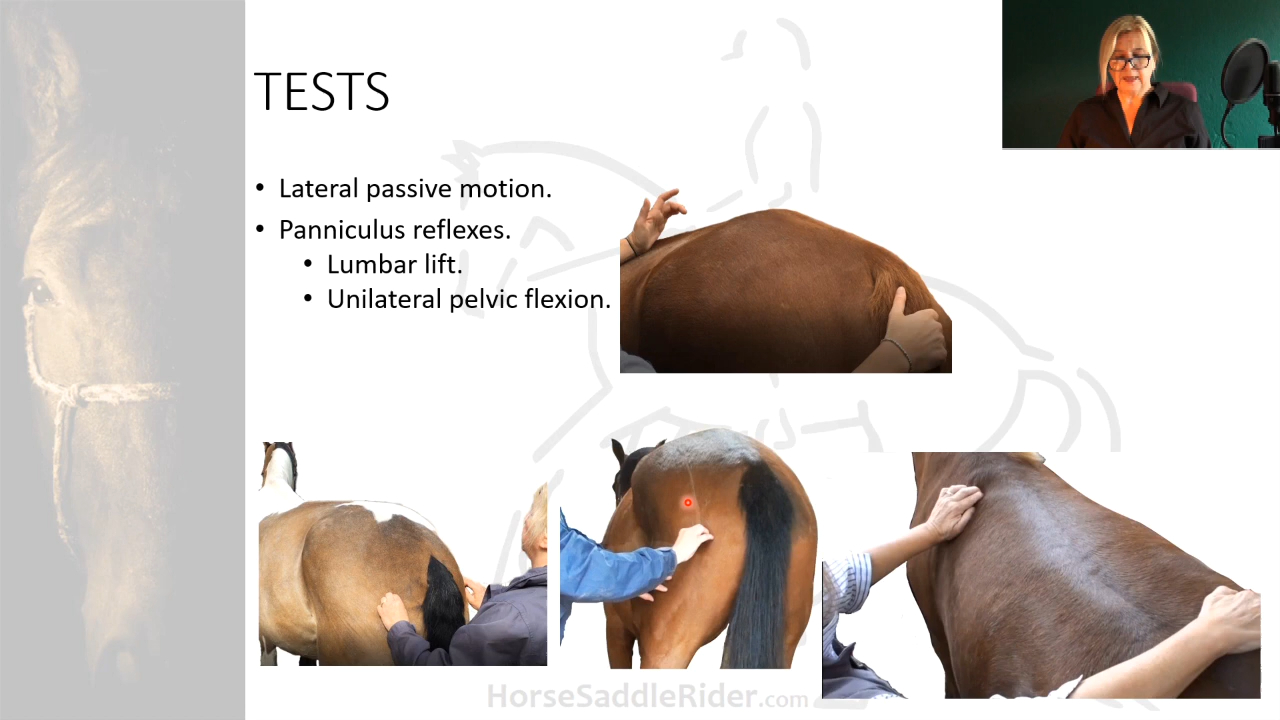 TESTS
• Lateral passive motion.
• Panniculus reflexes.
• Lumbar lift.
• Unilateral pelvic flexion.
HorseSaddleRider.com